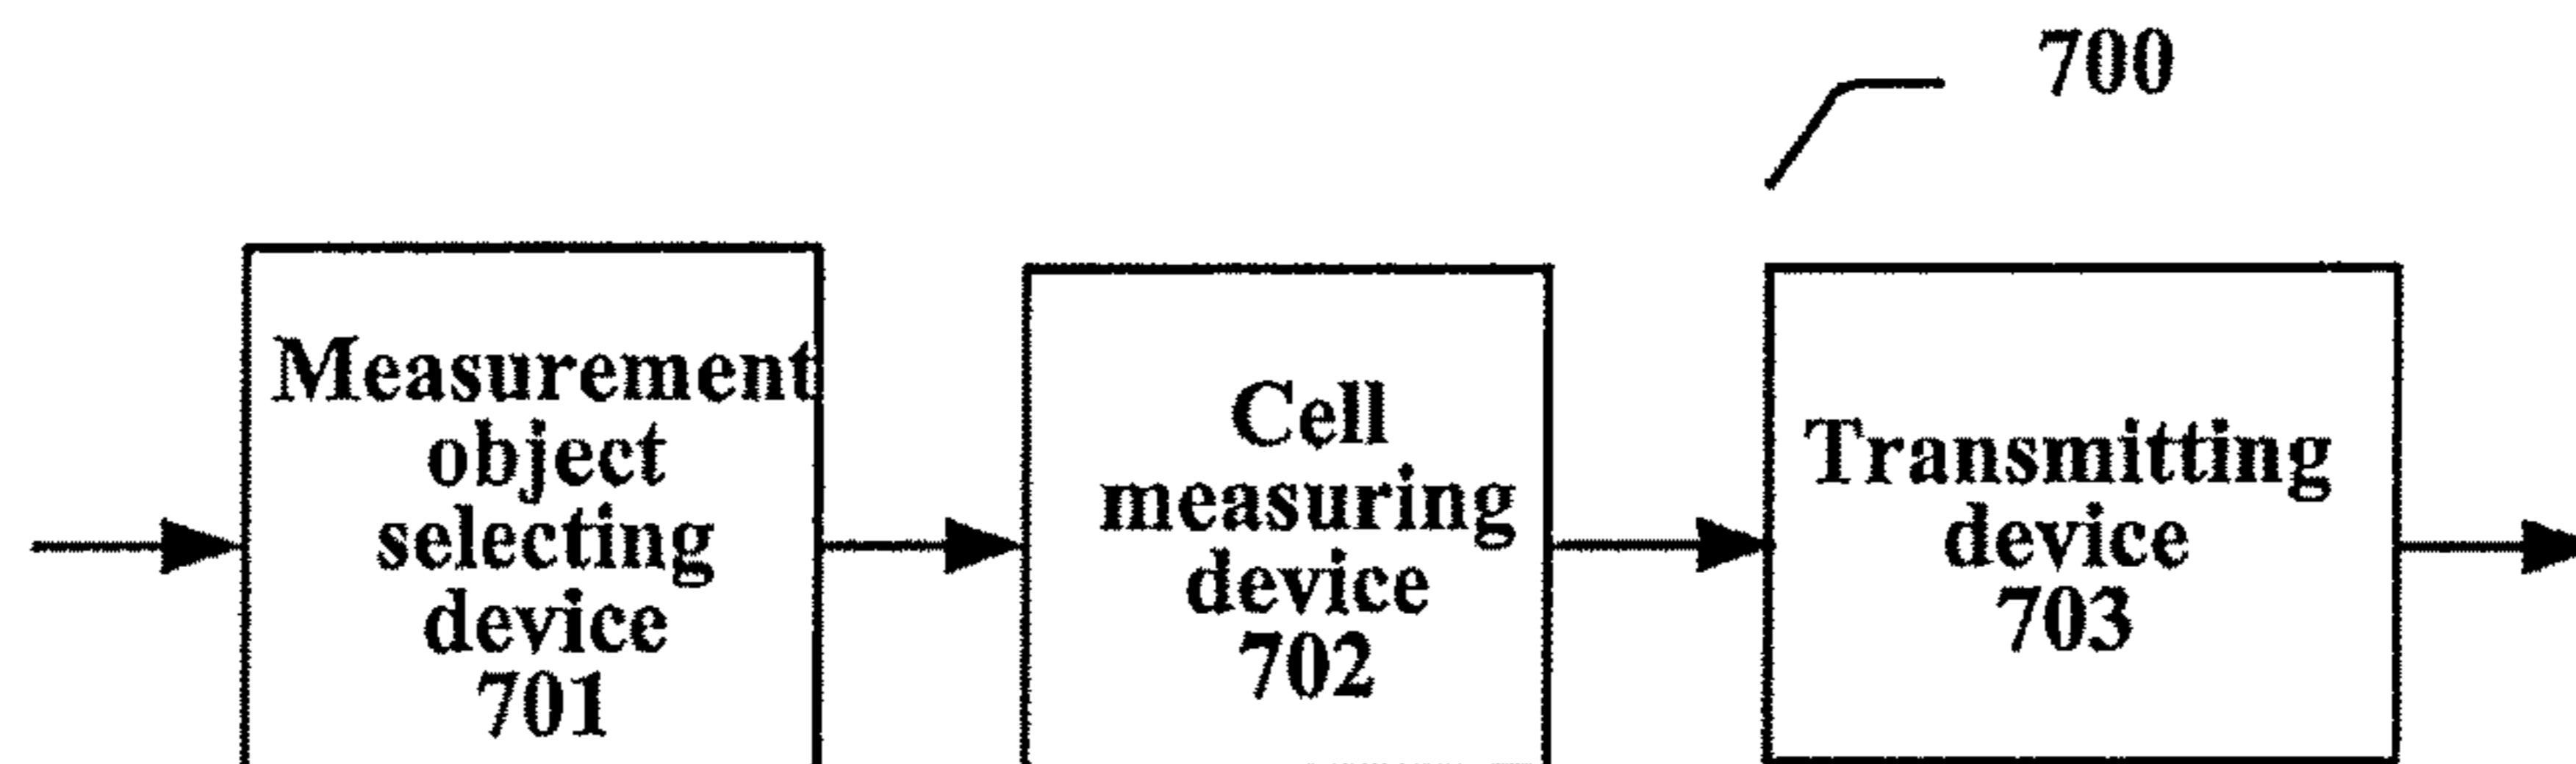 700
Measurement
object
selecting
device
701
Cell
measuring
device
702
Transmitting
device
703